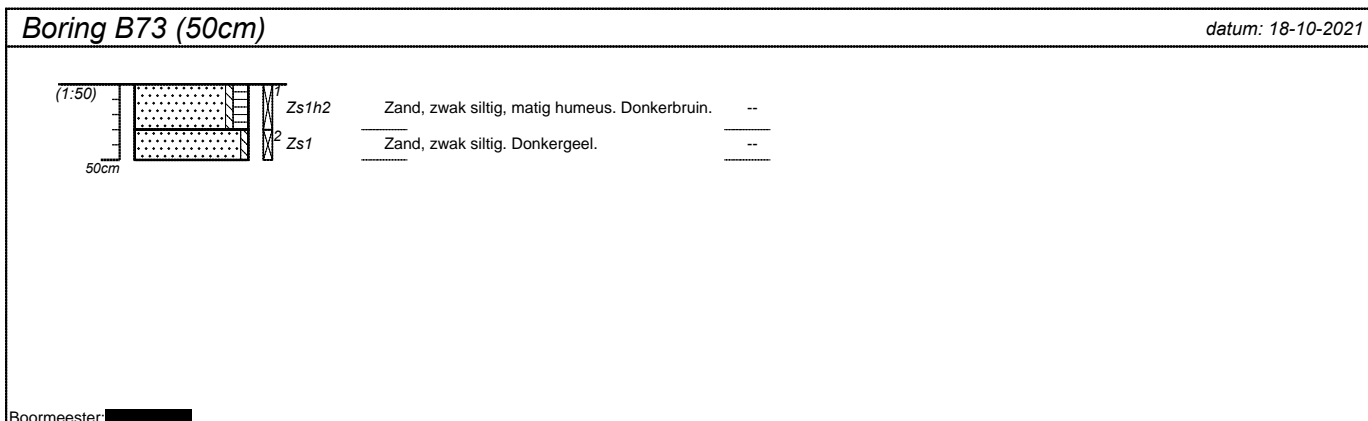 Boring B73 (50cm) datum: 18-10-2021
(1:50) 1 Zs1h2 Zand, zwak siltig, matig humeus. Donkerbruin. --
2 Zs1 Zand, zwak siltig. Donkergeel. --
50cm
Boormeester: